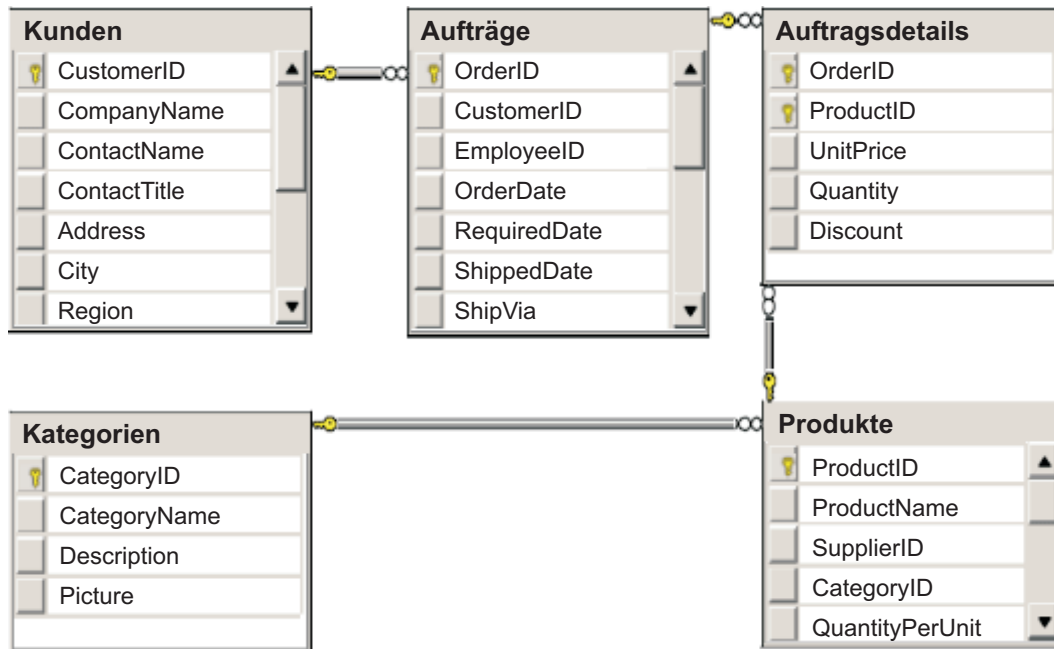 Kunden
CustomerID
CompanyName
ContactName
ContactTitle
Address
City
Region
Aufträge
OrderID
CustomerID
EmployeeID
OrderDate
RequiredDate
ShippedDate
ShipVia
Auftragsdetails
OrderID
ProductID
UnitPrice
Quantity
Discount
Kategorien
CategoryID
CategoryName
Description
Picture
Produkte
ProductID
ProductName
SupplierID
CategoryID
QuantityPerUnit